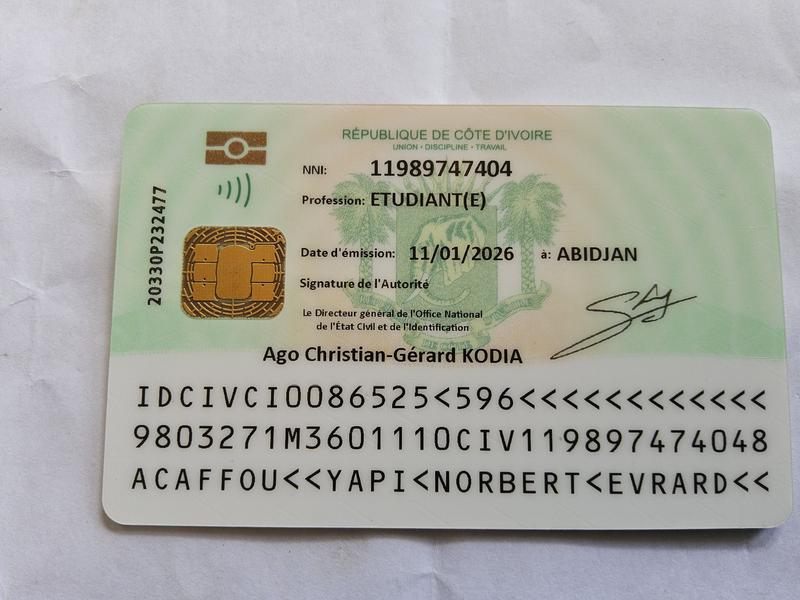 RÉPUBLIQUE DE CÔTE D'IVOIRE
UNION • DISCIPLINE • TRAVAIL
NNI: 11989747404
Profession: ETUDIANT(E)
20330P232477
Date d'émission: 11/01/2026 à: ABIDJAN
Signature de l'Autorité
Le Directeur général de l'Office National
de l'État Civil et de l'Identification
Ago Christian-Gérard KODIA
IDCIVCI0086525<596<<<<<<<<<<<<
9803271M3601110CIV119897474048
ACAFFOU<<YAPI<NORBERT<EVRARD<<